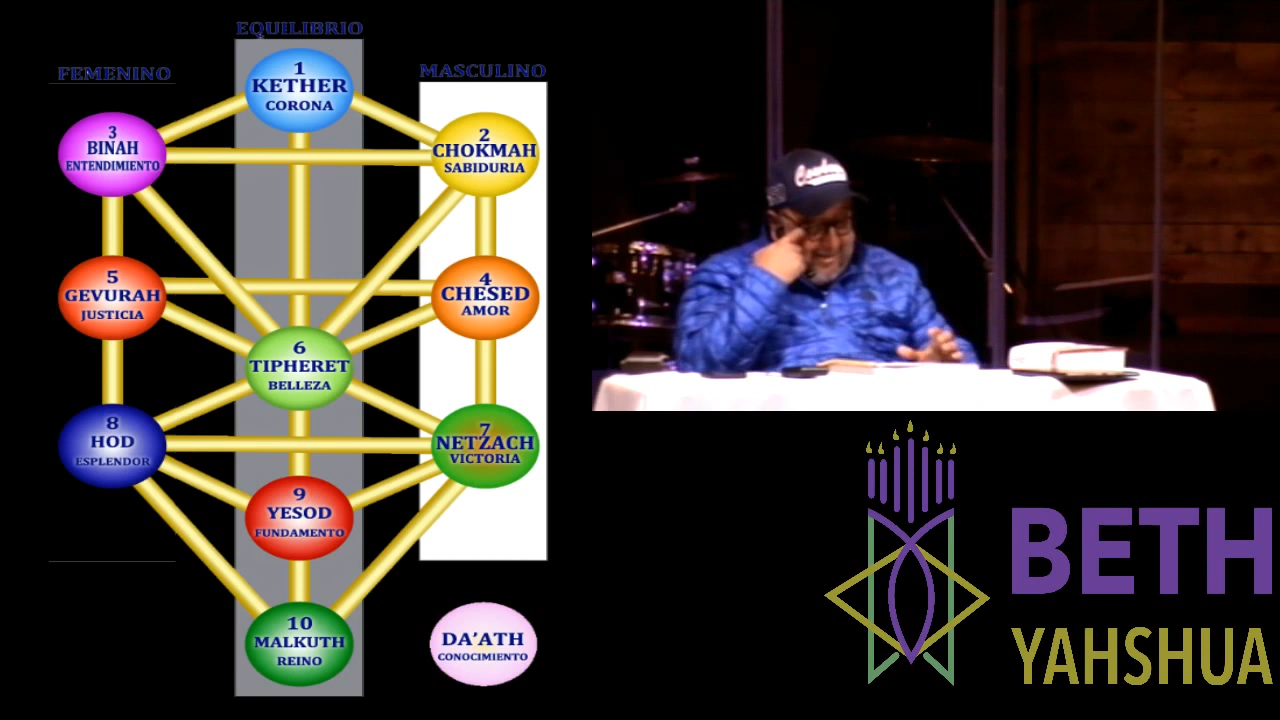 EQUILIBRIO
FEMENINO
MASCULINO
1
KETHER
CORONA
3
BINAH
ENTENDIMIENTO
2
CHOKMAH
SABIDURIA
5
GEVURAH
JUSTICIA
4
CHESED
AMOR
6
TIPHERET
BELLEZA
8
HOD
ESPLENDOR
7
NETZACH
VICTORIA
9
YESOD
FUNDAMENTO
10
MALKUTH
REINO
DA'ATH
CONOCIMIENTO
BETH
YAHSHUA